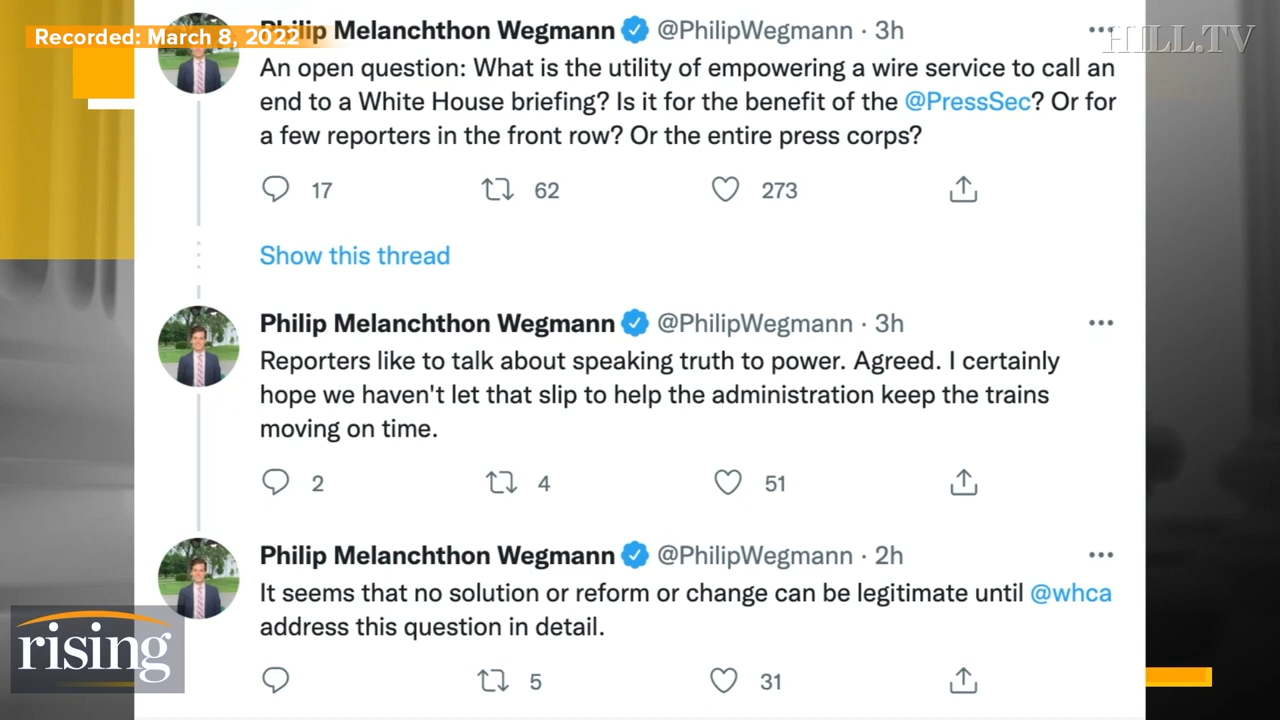 Recorded: March 8, 2022
HILL.TV
Philip Melanchthon Wegmann @PhilipWegmann · 3h
An open question: What is the utility of empowering a wire service to call an
end to a White House briefing? Is it for the benefit of the @PressSec? Or for
a few reporters in the front row? Or the entire press corps?
17 62 273
Show this thread
Philip Melanchthon Wegmann @PhilipWegmann · 3h
Reporters like to talk about speaking truth to power. Agreed. I certainly
hope we haven't let that slip to help the administration keep the trains
moving on time.
2 4 51
Philip Melanchthon Wegmann @PhilipWegmann · 2h
It seems that no solution or reform or change can be legitimate until @whca
address this question in detail.
5 31
rising